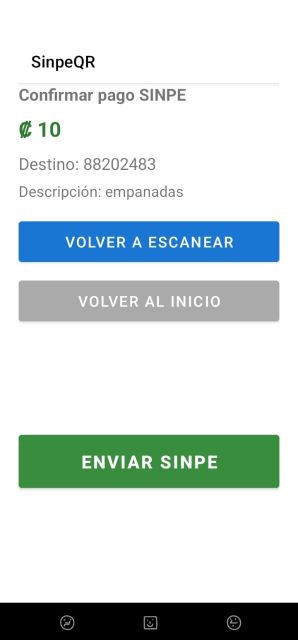 SinpeQR
Confirmar pago SINPE
₡ 10
Destino: 88202483
Descripción: empanadas
VOLVER A ESCANEAR
VOLVER AL INICIO
ENVIAR SINPE